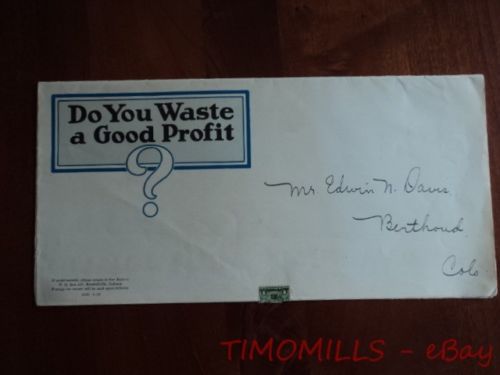 Do You Waste
a Good Profit
?
Mr Edwin N. Davis
Berthoud
Colo
TIMOMILLS - eBay